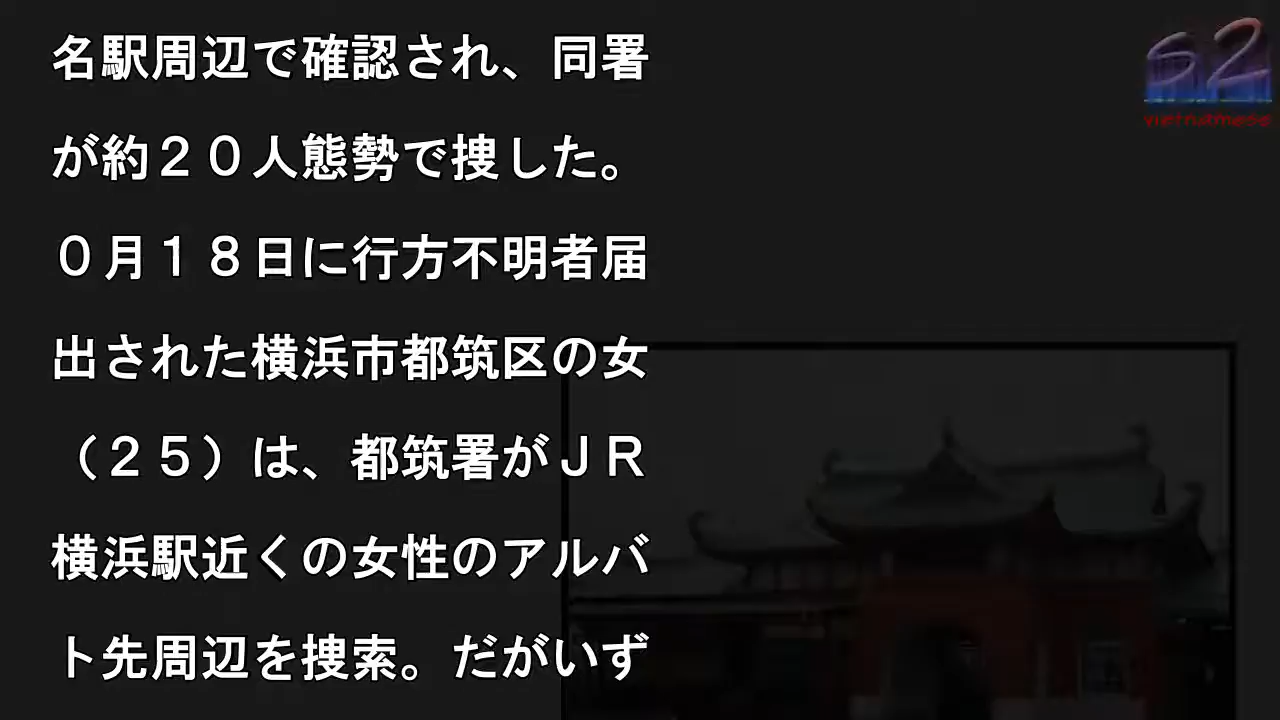 名駅周辺で確認され、同署
が約２０人態勢で捜した。
０月１８日に行方不明者届
出された横浜市都筑区の女
（２５）は、都筑署がＪＲ
横浜駅近くの女性のアルバ
ト先周辺を捜索。だがいず
S2
vietnamese